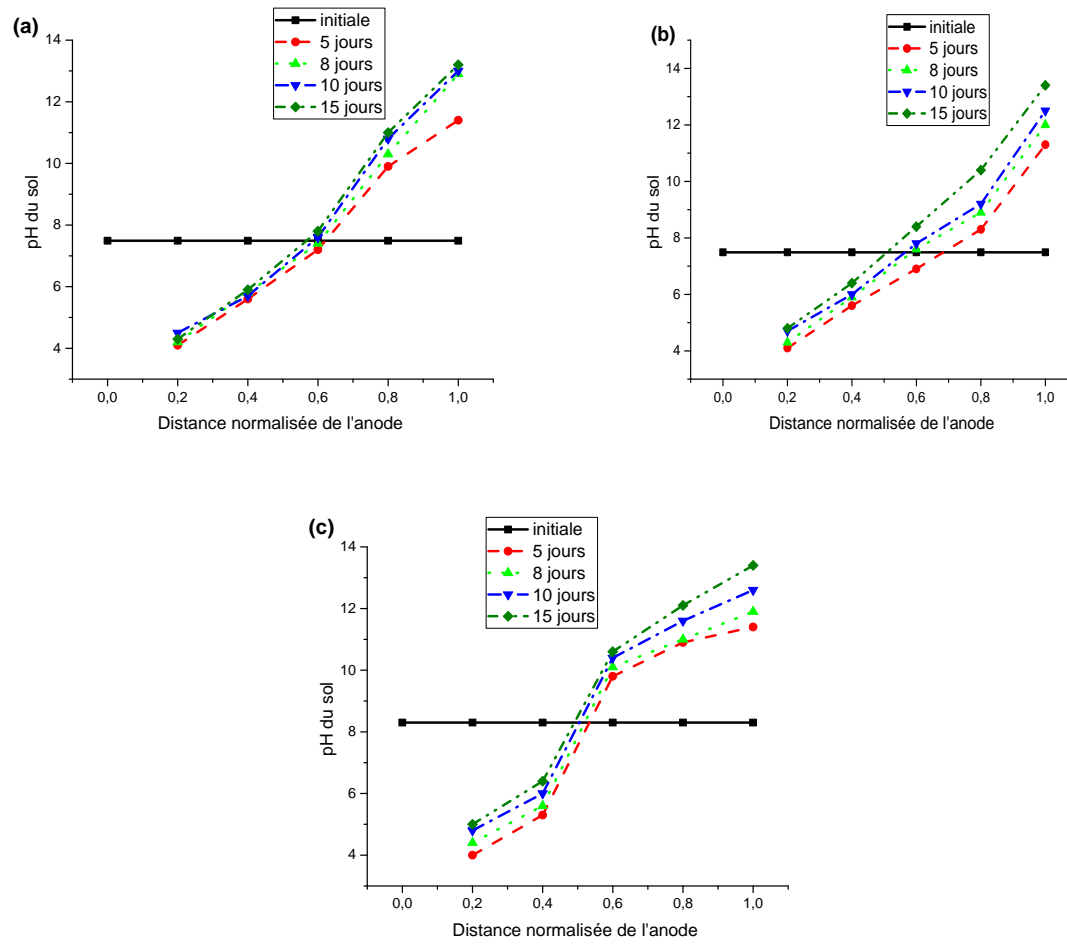 (a)
initiale
5 jours
8 jours
10 jours
15 jours
14
12
10
8
6
4
pH du sol
0,0 0,2 0,4 0,6 0,8 1,0
Distance normalisée de l'anode
(b)
initiale
5 jours
8 jours
10 jours
15 jours
14
12
10
8
6
4
pH du sol
0,0 0,2 0,4 0,6 0,8 1,0
Distance normalisée de l'anode
(c)
initiale
5 jours
8 jours
10 jours
15 jours
14
12
10
8
6
4
pH du sol
0,0 0,2 0,4 0,6 0,8 1,0
Distance normalisée de l'anode